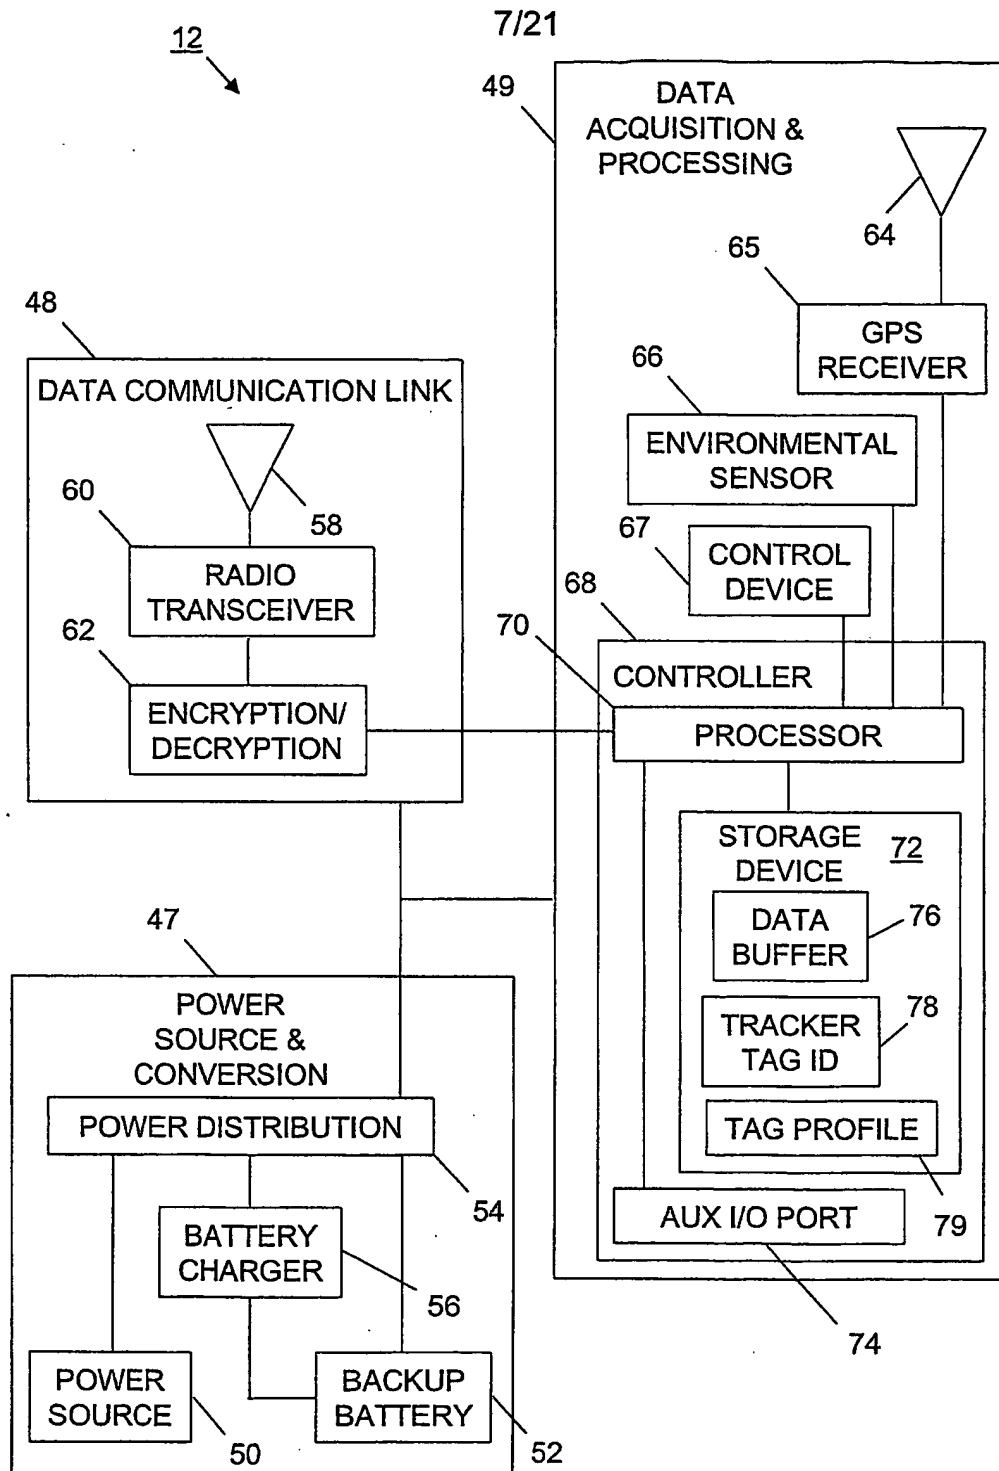 7/21
12
49
DATA
ACQUISITION &
PROCESSING
64
65
GPS
RECEIVER
48
DATA COMMUNICATION LINK
66
ENVIRONMENTAL
SENSOR
58
60
RADIO
TRANSCEIVER
67
CONTROL
DEVICE
62
ENCRYPTION/
DECRYPTION
68
70
CONTROLLER
PROCESSOR
STORAGE
DEVICE
72
DATA
BUFFER
76
TRACKER
TAG ID
78
TAG PROFILE
79
AUX I/O PORT
74
47
POWER
SOURCE &
CONVERSION
POWER DISTRIBUTION
54
BATTERY
CHARGER
56
POWER
SOURCE
50
BACKUP
BATTERY
52